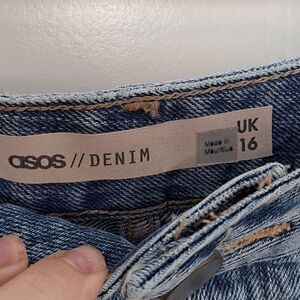 asos // DENIM
Made in
Mauritius
UK
16